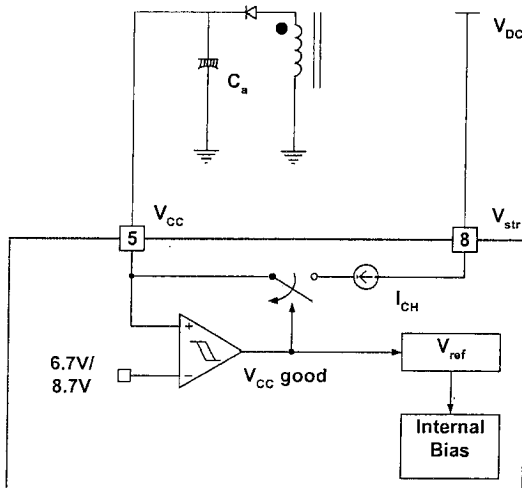 V_DC
C_a
V_CC
V_str
5
8
I_CH
+
6.7V/
8.7V
−
V_CC good
V_ref
Internal
Bias